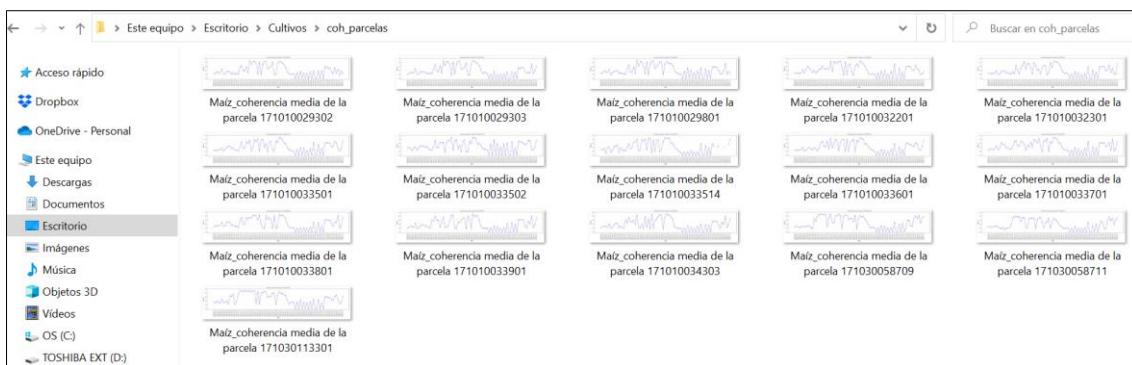 Este equipo > Escritorio > Cultivos > coh_parcelas
Buscar en coh_parcelas
Acceso rápido
Dropbox
OneDrive - Personal
Este equipo
Descargas
Documentos
Escritorio
Imágenes
Música
Objetos 3D
Vídeos
OS (C:)
TOSHIBA EXT (D:)
Maíz_coherencia media de la
parcela 171010029302
Maíz_coherencia media de la
parcela 171010029303
Maíz_coherencia media de la
parcela 171010029801
Maíz_coherencia media de la
parcela 171010032201
Maíz_coherencia media de la
parcela 171010032301
Maíz_coherencia media de la
parcela 171010033501
Maíz_coherencia media de la
parcela 171010033502
Maíz_coherencia media de la
parcela 171010033514
Maíz_coherencia media de la
parcela 171010033601
Maíz_coherencia media de la
parcela 171010033701
Maíz_coherencia media de la
parcela 171010033801
Maíz_coherencia media de la
parcela 171010033901
Maíz_coherencia media de la
parcela 171010034303
Maíz_coherencia media de la
parcela 171030058709
Maíz_coherencia media de la
parcela 171030058711
Maíz_coherencia media de la
parcela 171030113301